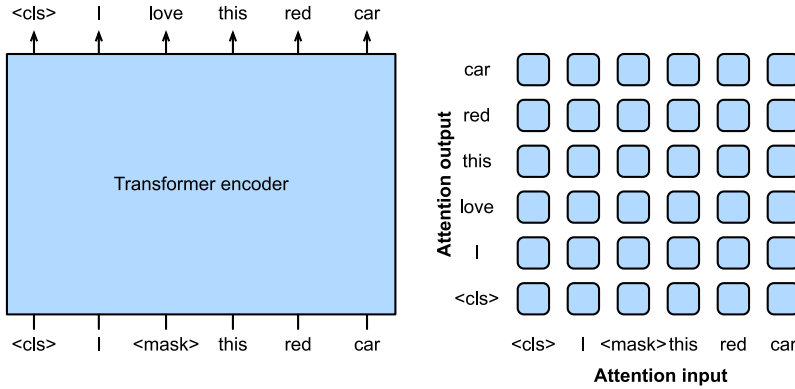 <cls> I love this red car
Transformer encoder
<cls> I <mask> this red car
Attention output
car
red
this
love
I
<cls>
<cls> I <mask> this red car
Attention input